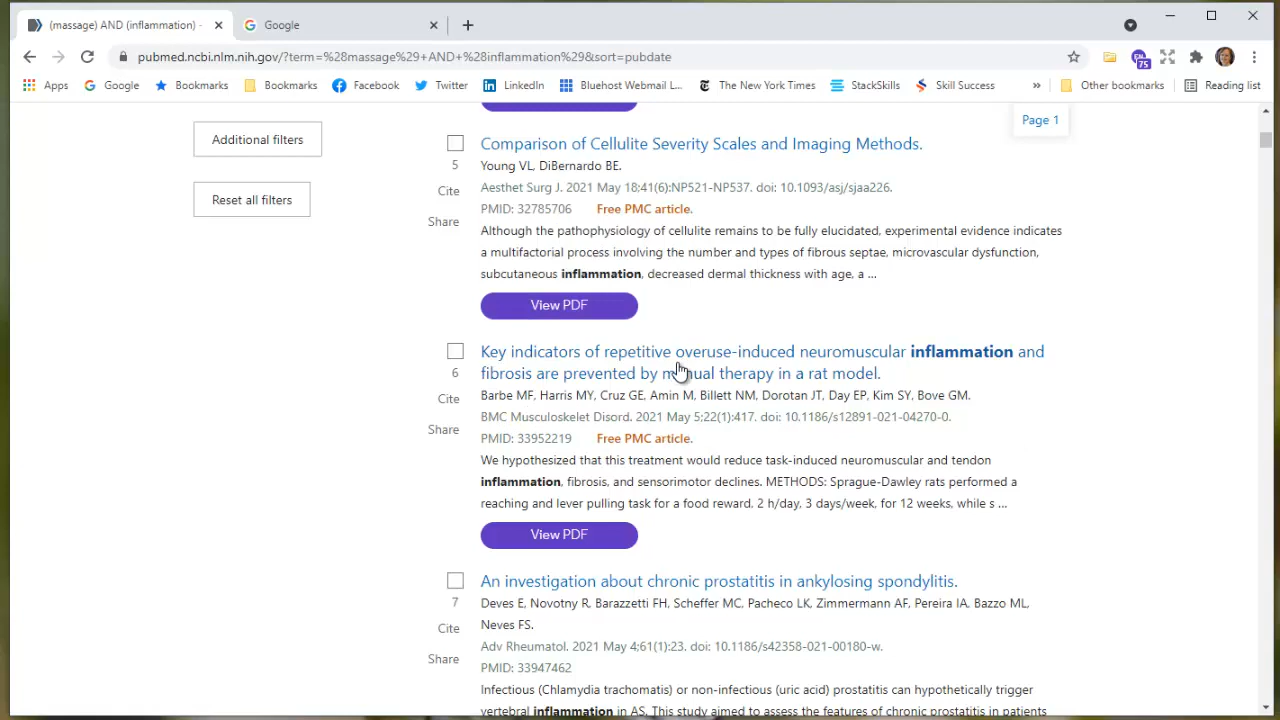 (massage) AND (inflammation) -
Google
pubmed.ncbi.nlm.nih.gov/?term=%28massage%29+AND+%28inflammation%29&sort=pubdate
75
Apps
Google
Bookmarks
Bookmarks
Facebook
Twitter
LinkedIn
Bluehost Webmail L...
The New York Times
StackSkills
Skill Success
»
Other bookmarks
Reading list
Page 1
Additional filters
Reset all filters
Comparison of Cellulite Severity Scales and Imaging Methods.
5
Young VL, DiBernardo BE.
Cite
Aesthet Surg J. 2021 May 18;41(6):NP521-NP537. doi: 10.1093/asj/sjaa226.
PMID: 32785706 Free PMC article.
Share
Although the pathophysiology of cellulite remains to be fully elucidated, experimental evidence indicates
a multifactorial process involving the number and types of fibrous septae, microvascular dysfunction,
subcutaneous inflammation, decreased dermal thickness with age, a ...
View PDF
Key indicators of repetitive overuse-induced neuromuscular inflammation and
fibrosis are prevented by manual therapy in a rat model.
6
Barbe MF, Harris MY, Cruz GE, Amin M, Billett NM, Dorotan JT, Day EP, Kim SY, Bove GM.
Cite
BMC Musculoskelet Disord. 2021 May 5;22(1):417. doi: 10.1186/s12891-021-04270-0.
Share
PMID: 33952219 Free PMC article.
We hypothesized that this treatment would reduce task-induced neuromuscular and tendon
inflammation, fibrosis, and sensorimotor declines. METHODS: Sprague-Dawley rats performed a
reaching and lever pulling task for a food reward, 2 h/day, 3 days/week, for 12 weeks, while s ...
View PDF
An investigation about chronic prostatitis in ankylosing spondylitis.
7
Deves E, Novotny R, Barazzetti FH, Scheffer MC, Pacheco LK, Zimmermann AF, Pereira IA, Bazzo ML,
Neves FS.
Cite
Adv Rheumatol. 2021 May 4;61(1):23. doi: 10.1186/s42358-021-00180-w.
Share
PMID: 33947462
Infectious (Chlamydia trachomatis) or non-infectious (uric acid) prostatitis can hypothetically trigger
vertebral inflammation in AS. This study aimed to assess the features of chronic prostatitis in patients